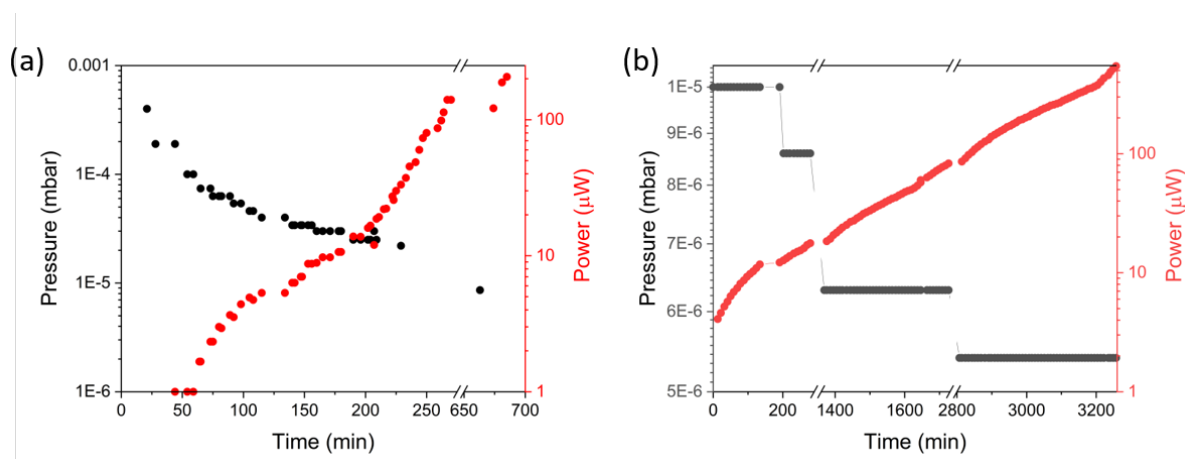 (a)
0.001
1E-4
1E-5
1E-6
Pressure (mbar)
0
50
100
150
200
250
650
700
Time (min)
100
10
1
Power (μW)
(b)
1E-5
9E-6
8E-6
7E-6
6E-6
5E-6
Pressure (mbar)
0
200
1400
1600
2800
3000
3200
Time (min)
100
10
1
Power (μW)